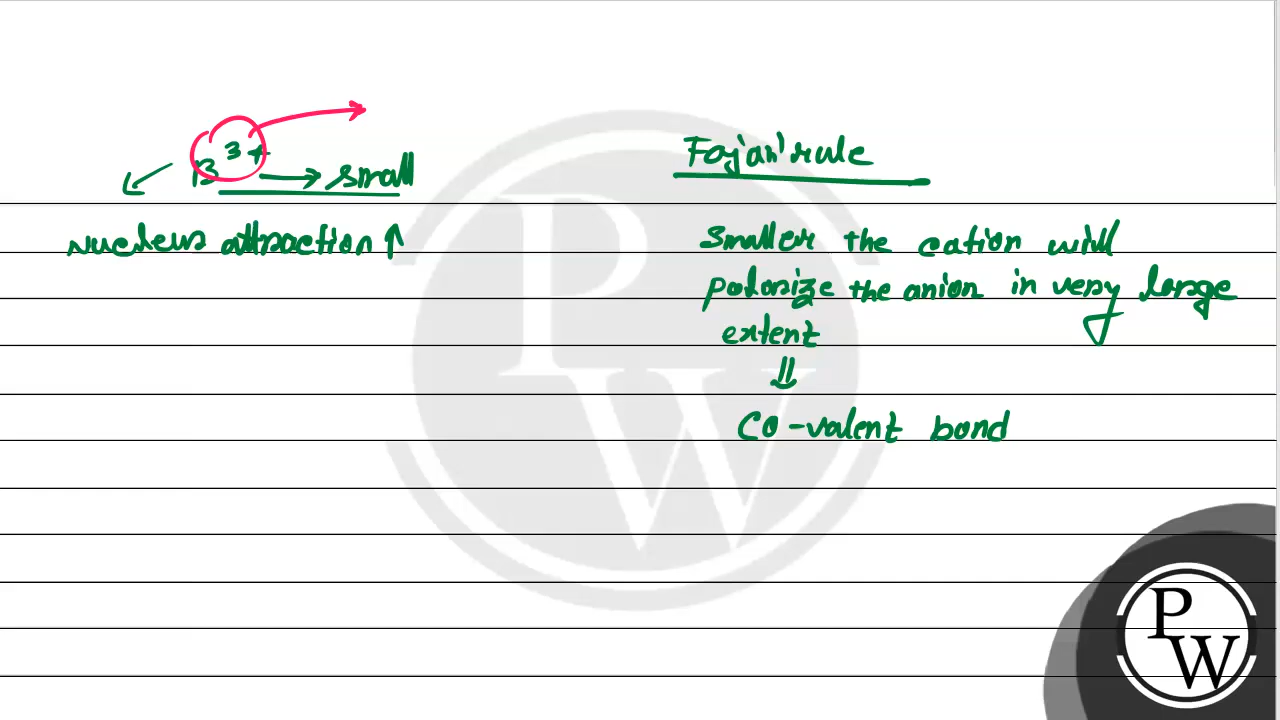 B³⁺ → small
nucleus attraction ↑
Fajan' rule
smaller the cation will
polarize the anion in very large
extent
⇓
Co-valent bond
P
W
P
W